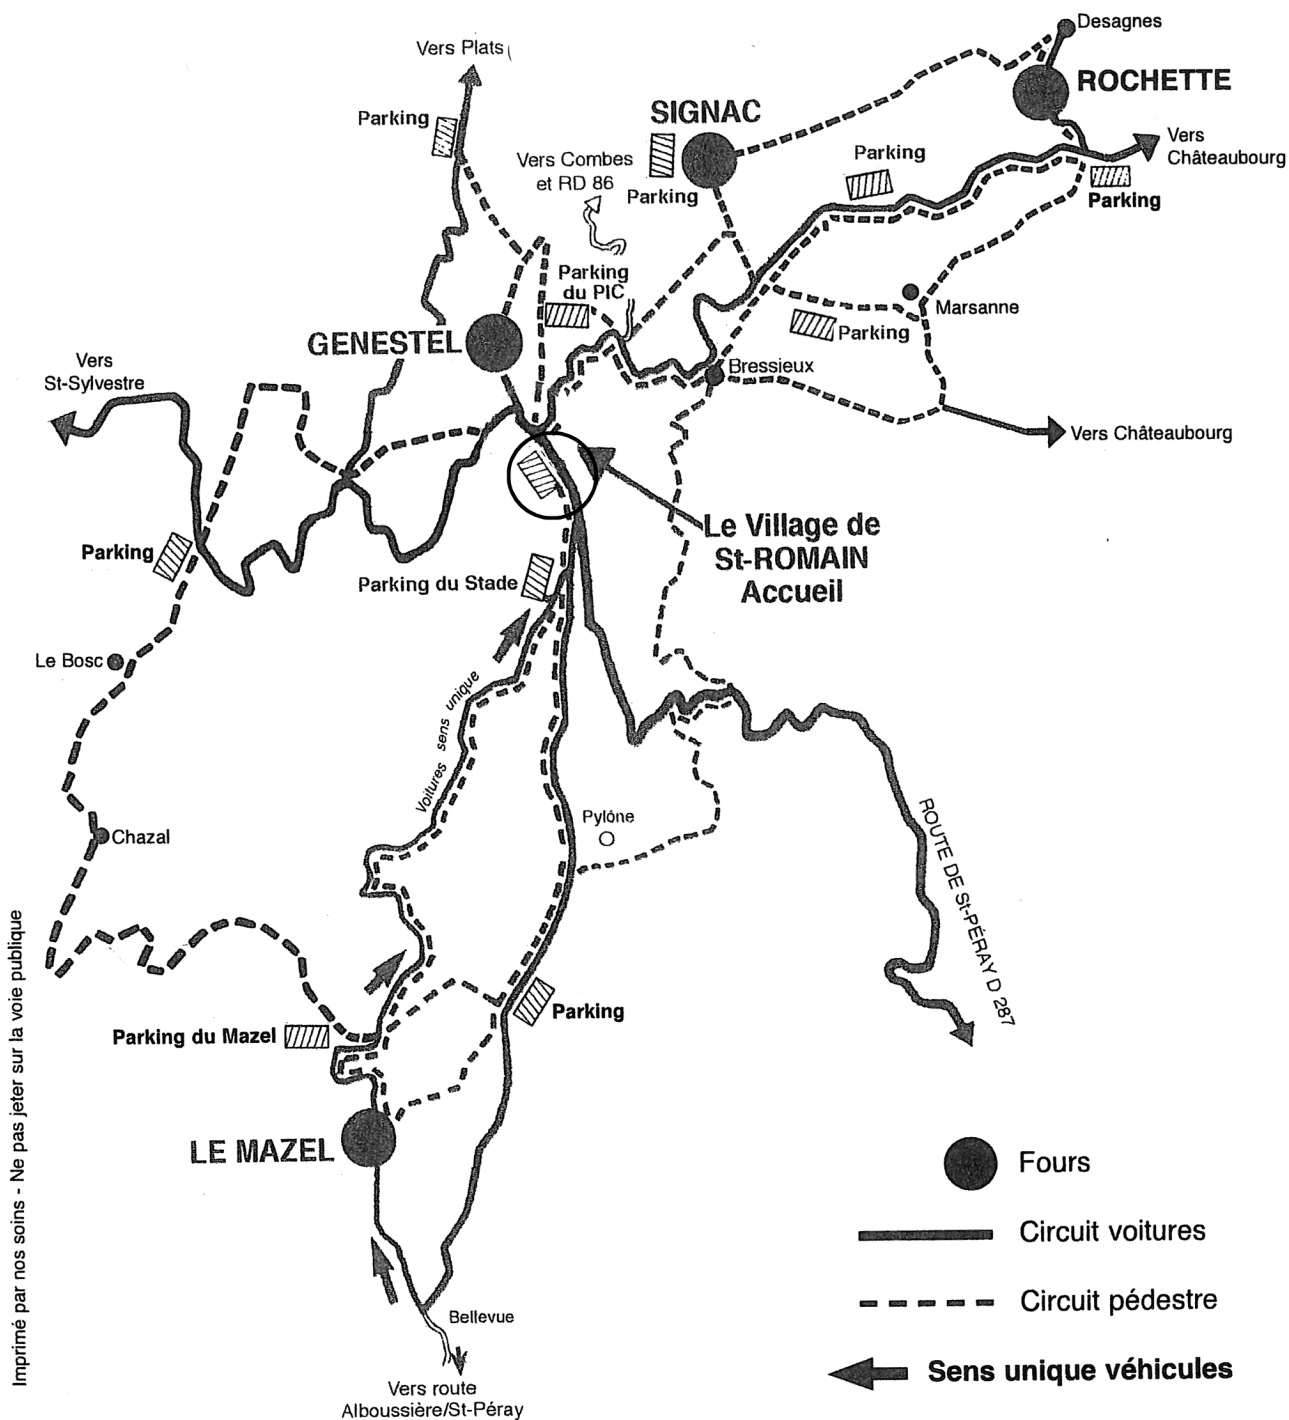 Desagnes
Vers Plats
ROCHETTE
Parking
SIGNAC
Vers
Châteaubourg
Parking
Vers Combes
et RD 86
Parking
Parking
Parking
du PIC
Marsanne
GENESTEL
Parking
Vers
St-Sylvestre
Bressieux
Vers Châteaubourg
Le Village de
St-ROMAIN
Accueil
Parking
Parking du Stade
Le Bosc
Voitures sens unique
Pylône
Chazal
ROUTE DE St-PÉRAY D 287
Parking
Parking du Mazel
LE MAZEL
Fours
Circuit voitures
Circuit pédestre
Sens unique véhicules
Bellevue
Vers route
Alboussière/St-Péray
Imprimé par nos soins - Ne pas jeter sur la voie publique